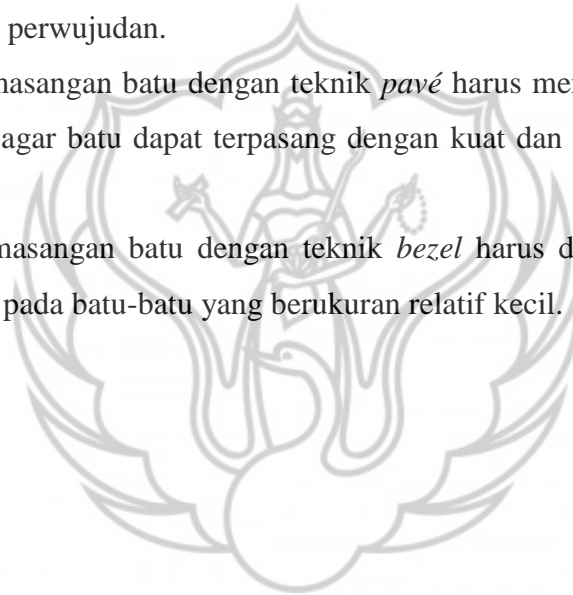 perwujudan.
masangan batu dengan teknik pavé harus mer
agar batu dapat terpasang dengan kuat dan
masangan batu dengan teknik bezel harus d
pada batu-batu yang berukuran relatif kecil.